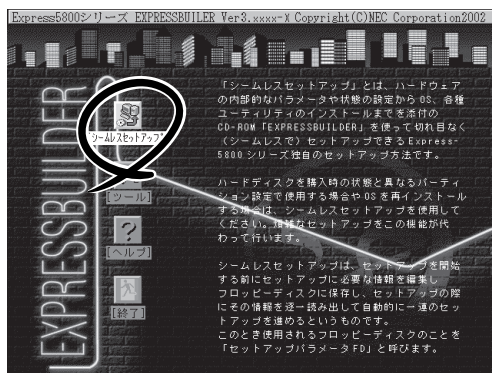 Express5800シリーズ EXPRESSBUILER Ver3.xxxx-X Copyright(C)NEC Corporation2002
EXPRESSBUILDER
シームレスセットアップ
[ツール]
[ヘルプ]
[終了]
「シームレスセットアップ」とは、ハードウェア
の内部的なパラメータや状態の設定から OS、各種
ユーティリティのインストールまでを添付の
CD-ROM「EXPRESSBUILDER」を使って切れ目なく
（シームレスで）セットアップできる Express-
5800 シリーズ独自のセットアップ方法です。
ハードディスクを購入時の状態と異なるパーティ
ション設定で使用する場合や OS を再インストール
する場合は、シームレスセットアップを使用して
ください。煩雑なセットアップをこの機能が代
わって行います。
シームレスセットアップは、セットアップを開始
する前にセットアップに必要な情報を編集し
フロッピーディスクに保存し、セットアップの際
にその情報を逐一読み出して自動的に一連のセッ
トアップを進めるというものです。
このとき使用されるフロッピーディスクのことを
「セットアップパラメータ FD」と呼びます。